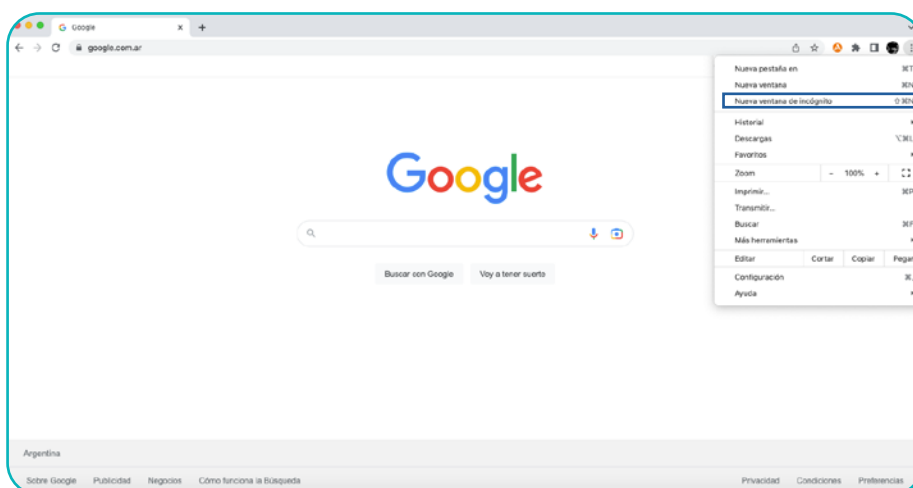 Google
google.com.ar
Nueva pestaña en ⌘T
Nueva ventana ⌘N
Nueva ventana de incógnito ⇧⌘N
Historial
Descargas ⌥⌘L
Favoritos
Zoom - 100% +
Imprimir... ⌘P
Transmitir...
Buscar ⌘F
Más herramientas
Editar Cortar Copiar Pegar
Configuración ⌘,
Ayuda
Google
Buscar con Google Voy a tener suerte
Argentina
Sobre Google Publicidad Negocios Cómo funciona la Búsqueda Privacidad Condiciones Preferencias